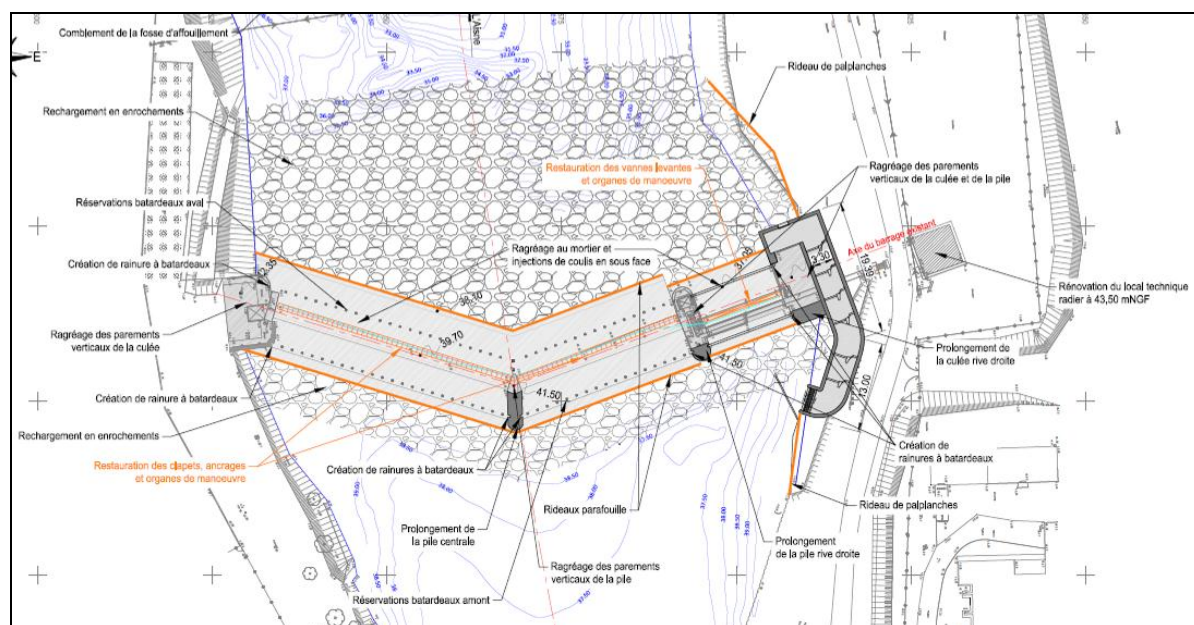 Comblement de la fosse d'affouillement
L'Aisne
E
Rideau de palplanches
Rechargement en enrochements
Restauration des vannes levantes
et organes de manoeuvre
Ragréage des parements
verticaux de la culée et de la pile
Réservations batardeaux aval
Ragréage au mortier et
injections de coulis en sous face
Axe du barrage existant
Création de rainure à batardeaux
Rénovation du local technique
radier à 43,50 mNGF
Ragréage des parements
verticaux de la culée
38.10
39.70
41.50
41.50
13.00
Prolongement de
la culée rive droite
Création de rainure à batardeaux
Rechargement en enrochements
Restauration des clapets, ancrages
et organes de manoeuvre
Création de rainures à batardeaux
Création de
rainures à batardeaux
Rideaux parafouille
Rideau de palplanches
Prolongement de
la pile centrale
Prolongement
de la pile rive droite
Ragréage des parements
verticaux de la pile
Réservations batardeaux amont